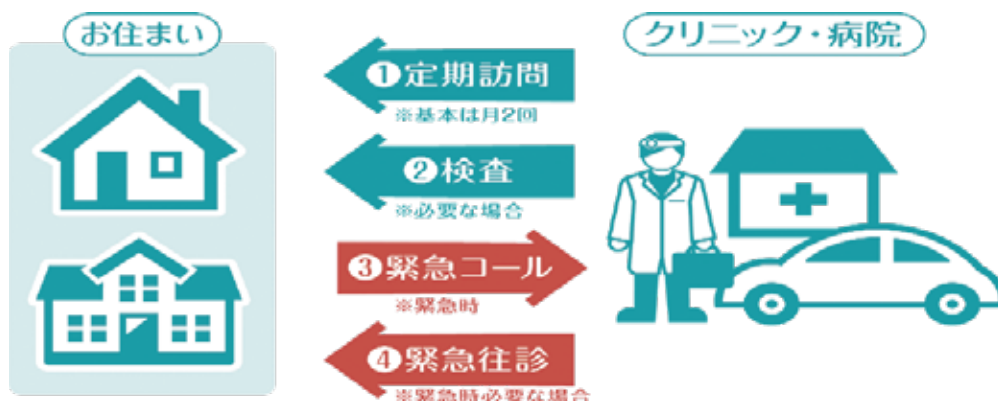 お住まい
クリニック・病院
❶定期訪問
※基本は月2回
❷検査
※必要な場合
❸緊急コール
※緊急時
❹緊急往診
※緊急時必要な場合